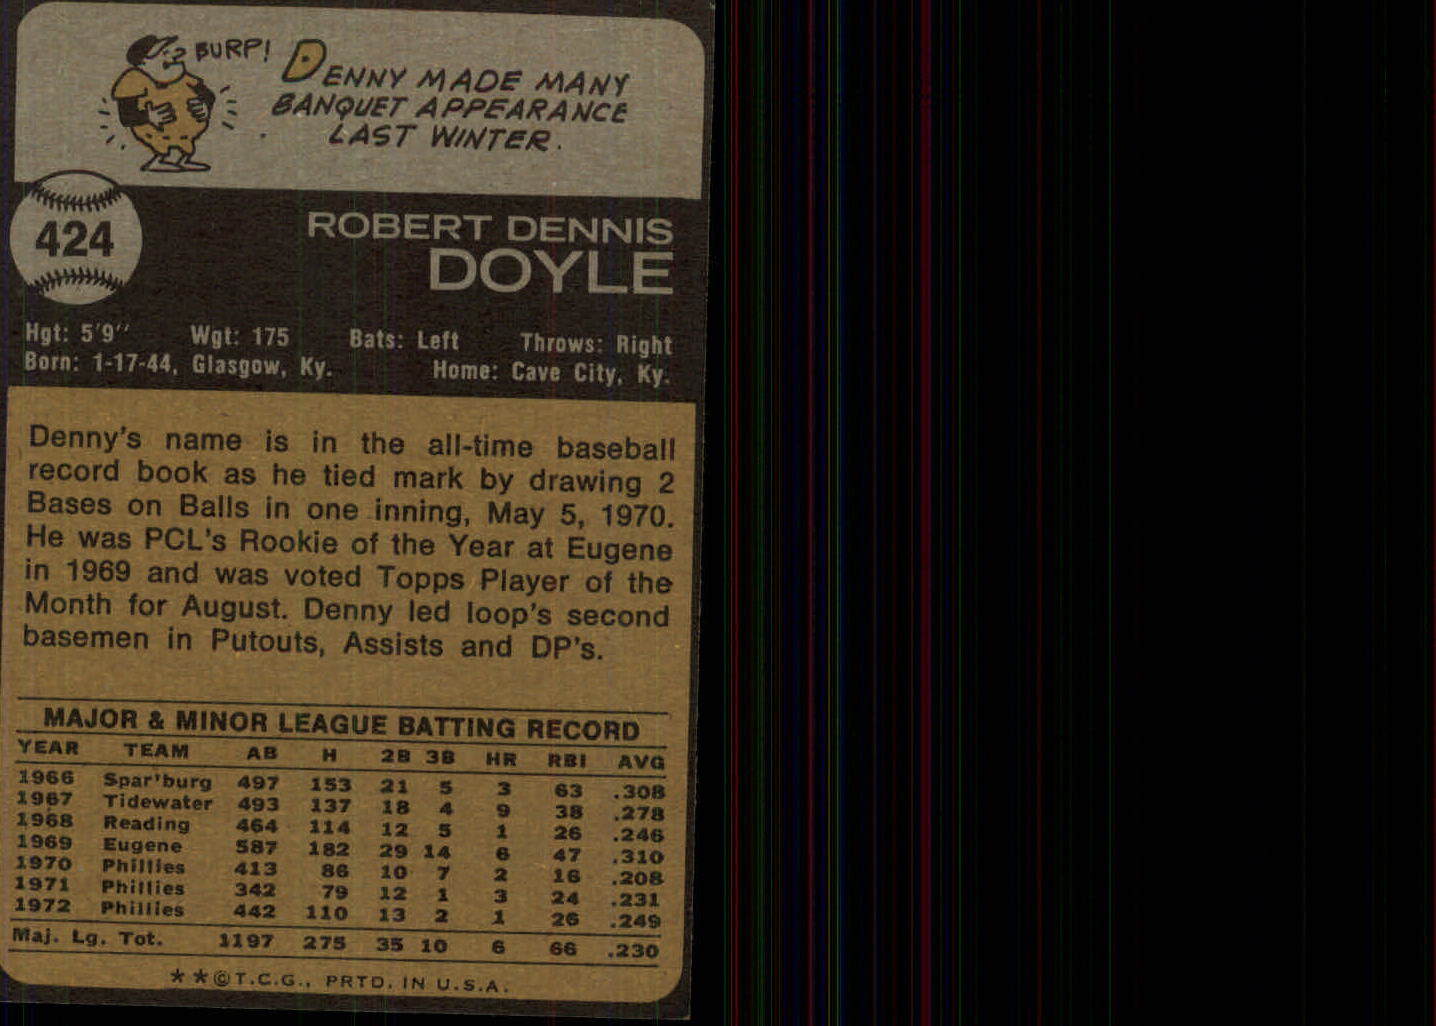 BURP!
DENNY MADE MANY
BANQUET APPEARANCE
LAST WINTER.
424
ROBERT DENNIS
DOYLE
Hgt: 5'9" Wgt: 175 Bats: Left Throws: Right
Born: 1-17-44, Glasgow, Ky. Home: Cave City, Ky.
Denny's name is in the all-time baseball
record book as he tied mark by drawing 2
Bases on Balls in one inning, May 5, 1970.
He was PCL's Rookie of the Year at Eugene
in 1969 and was voted Topps Player of the
Month for August. Denny led loop's second
basemen in Putouts, Assists and DP's.
MAJOR & MINOR LEAGUE BATTING RECORD
YEAR TEAM AB H 2B 3B HR RBI AVG
1966 Spar'burg 497 153 21 5 3 63 .308
1967 Tidewater 493 137 18 4 9 38 .278
1968 Reading 464 114 12 5 1 26 .246
1969 Eugene 587 182 29 14 6 47 .310
1970 Phillies 413 86 10 7 2 16 .208
1971 Phillies 342 79 12 1 3 24 .231
1972 Phillies 442 110 13 2 1 26 .249
Maj. Lg. Tot. 1197 275 35 10 6 66 .230
**©T.C.G., PRTD. IN U.S.A.